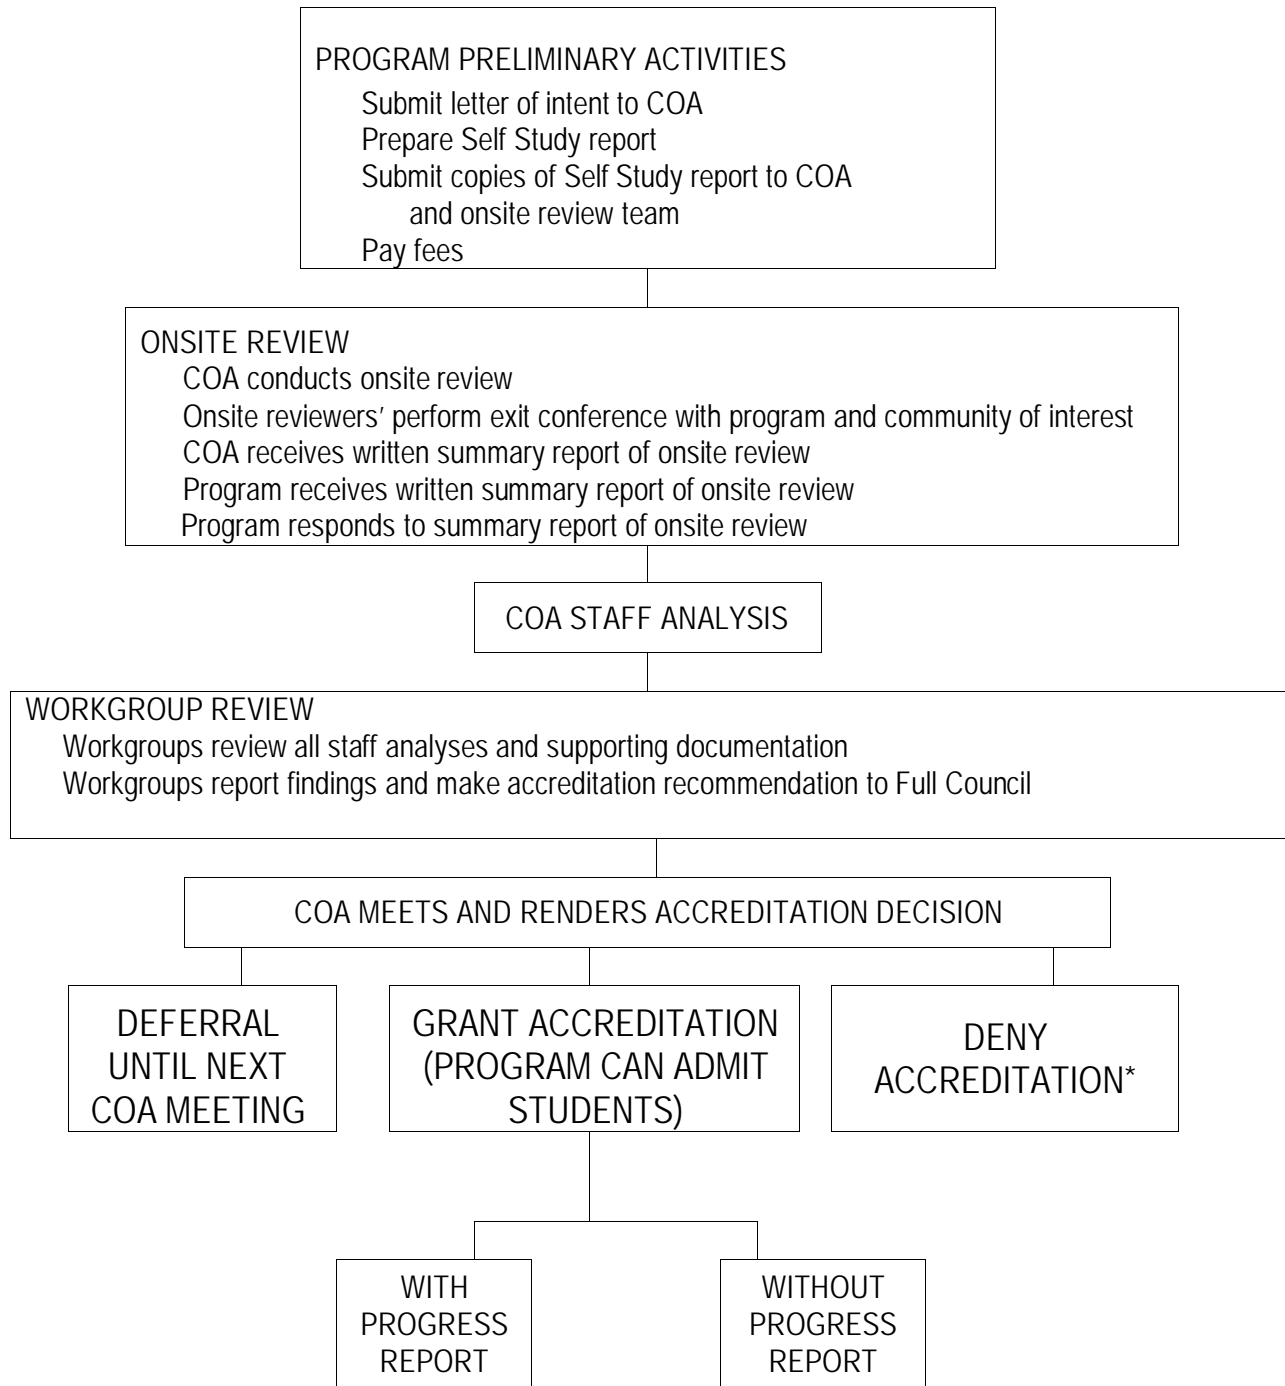 PROGRAM PRELIMINARY ACTIVITIES
Submit letter of intent to COA
Prepare Self Study report
Submit copies of Self Study report to COA
and onsite review team
Pay fees
ONSITE REVIEW
COA conducts onsite review
Onsite reviewers’ perform exit conference with program and community of interest
COA receives written summary report of onsite review
Program receives written summary report of onsite review
Program responds to summary report of onsite review
COA STAFF ANALYSIS
WORKGROUP REVIEW
Workgroups review all staff analyses and supporting documentation
Workgroups report findings and make accreditation recommendation to Full Council
COA MEETS AND RENDERS ACCREDITATION DECISION
DEFERRAL
UNTIL NEXT
COA MEETING
GRANT ACCREDITATION
(PROGRAM CAN ADMIT
STUDENTS)
DENY
ACCREDITATION*
WITH
PROGRESS
REPORT
WITHOUT
PROGRESS
REPORT